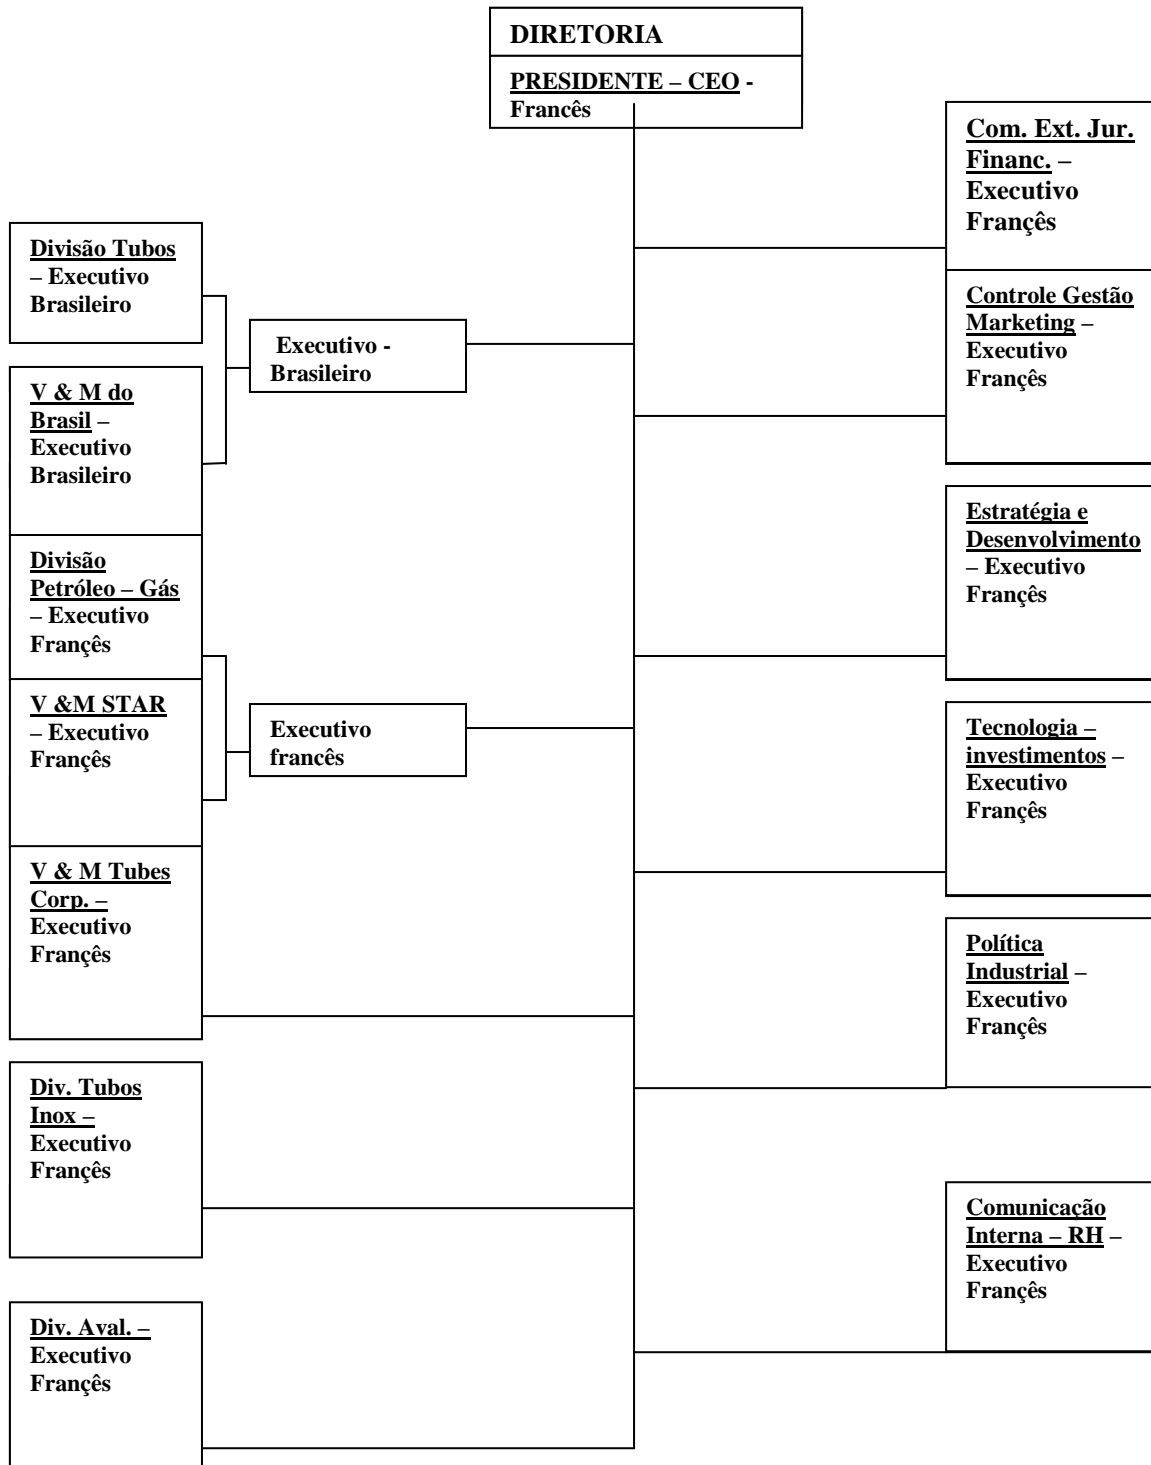 DIRETORIA
PRESIDENTE – CEO -
Francês
Com. Ext. Jur.
Financ. –
Executivo
Françês
Divisão Tubos
– Executivo
Brasileiro
Controle Gestão
Marketing –
Executivo
Françês
Executivo -
Brasileiro
V & M do
Brasil –
Executivo
Brasileiro
Estratégia e
Desenvolvimento
– Executivo
Françês
Divisão
Petróleo – Gás
– Executivo
Françês
V &M STAR
– Executivo
Françês
Executivo
francês
Tecnologia –
investimentos –
Executivo
Françês
V & M Tubes
Corp. –
Executivo
Françês
Política
Industrial –
Executivo
Françês
Div. Tubos
Inox –
Executivo
Françês
Comunicação
Interna – RH –
Executivo
Françês
Div. Aval. –
Executivo
Françês